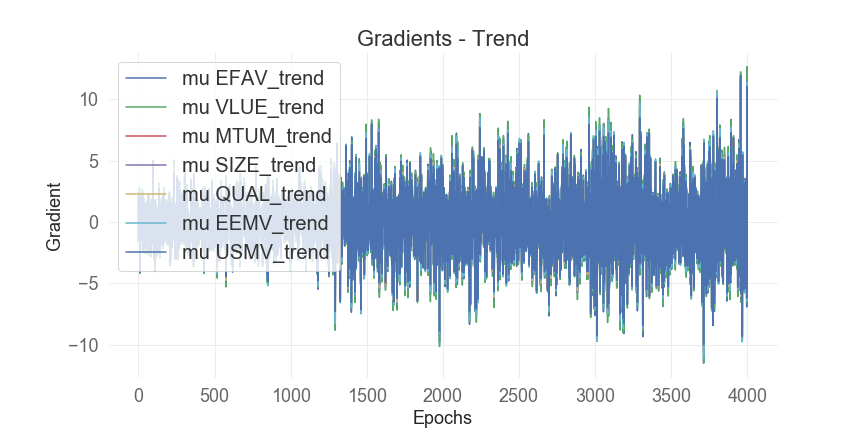 Gradients - Trend
mu EFAV_trend
mu VLUE_trend
mu MTUM_trend
mu SIZE_trend
mu QUAL_trend
mu EEMV_trend
mu USMV_trend
Gradient
10
5
0
−5
−10
0 500 1000 1500 2000 2500 3000 3500 4000
Epochs